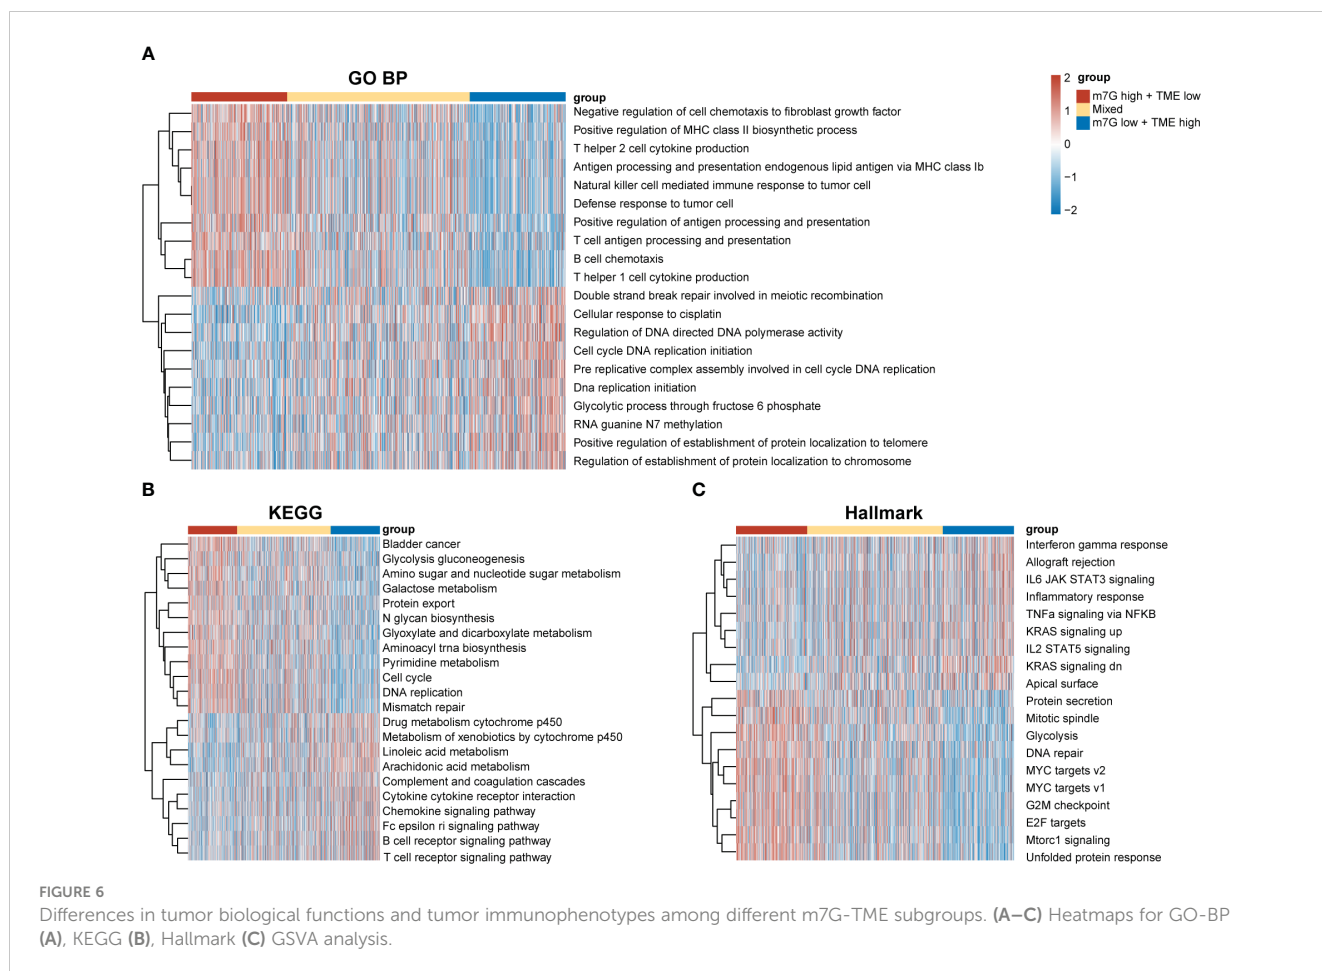 A
GO BP
group
Negative regulation of cell chemotaxis to fibroblast growth factor
Positive regulation of MHC class II biosynthetic process
T helper 2 cell cytokine production
Antigen processing and presentation endogenous lipid antigen via MHC class Ib
Natural killer cell mediated immune response to tumor cell
Defense response to tumor cell
Positive regulation of antigen processing and presentation
T cell antigen processing and presentation
B cell chemotaxis
T helper 1 cell cytokine production
Double strand break repair involved in meiotic recombination
Cellular response to cisplatin
Regulation of DNA directed DNA polymerase activity
Cell cycle DNA replication initiation
Pre replicative complex assembly involved in cell cycle DNA replication
Dna replication initiation
Glycolytic process through fructose 6 phosphate
RNA guanine N7 methylation
Positive regulation of establishment of protein localization to telomere
Regulation of establishment of protein localization to chromosome
2
1
0
−1
−2
group
m7G high + TME low
Mixed
m7G low + TME high
B
KEGG
group
Bladder cancer
Glycolysis gluconeogenesis
Amino sugar and nucleotide sugar metabolism
Galactose metabolism
Protein export
N glycan biosynthesis
Glyoxylate and dicarboxylate metabolism
Aminoacyl trna biosynthesis
Pyrimidine metabolism
Cell cycle
DNA replication
Mismatch repair
Drug metabolism cytochrome p450
Metabolism of xenobiotics by cytochrome p450
Linoleic acid metabolism
Arachidonic acid metabolism
Complement and coagulation cascades
Cytokine cytokine receptor interaction
Chemokine signaling pathway
Fc epsilon ri signaling pathway
B cell receptor signaling pathway
T cell receptor signaling pathway
C
Hallmark
group
Interferon gamma response
Allograft rejection
IL6 JAK STAT3 signaling
Inflammatory response
TNFa signaling via NFKB
KRAS signaling up
IL2 STAT5 signaling
KRAS signaling dn
Apical surface
Protein secretion
Mitotic spindle
Glycolysis
DNA repair
MYC targets v2
MYC targets v1
G2M checkpoint
E2F targets
Mtorc1 signaling
Unfolded protein response
FIGURE 6
Differences in tumor biological functions and tumor immunophenotypes among different m7G-TME subgroups. (A–C) Heatmaps for GO-BP
(A), KEGG (B), Hallmark (C) GSVA analysis.